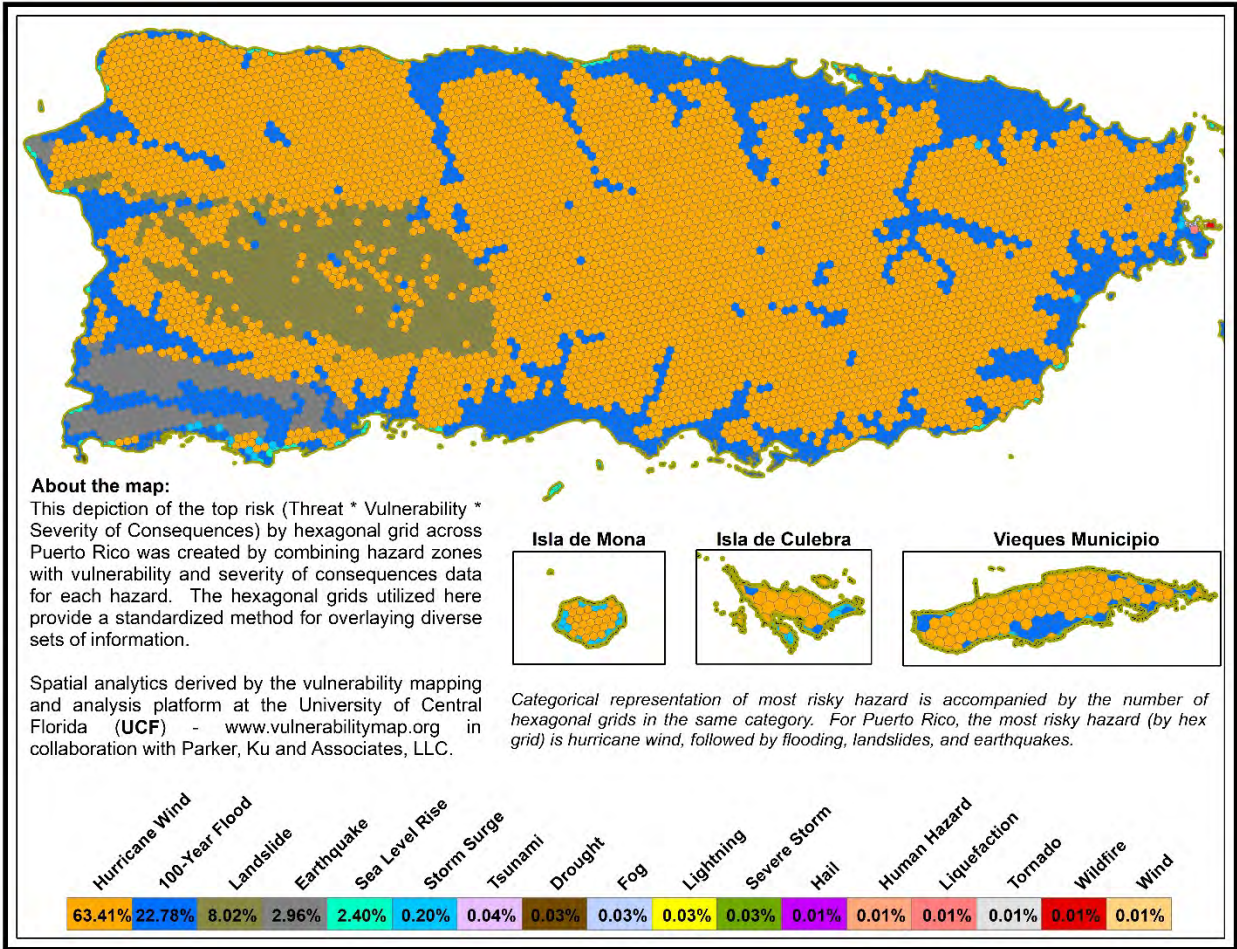 About the map:
This depiction of the top risk (Threat * Vulnerability *
Severity of Consequences) by hexagonal grid across
Puerto Rico was created by combining hazard zones
with vulnerability and severity of consequences data
for each hazard. The hexagonal grids utilized here
provide a standardized method for overlaying diverse
sets of information.
Spatial analytics derived by the vulnerability mapping
and analysis platform at the University of Central
Florida (UCF) - www.vulnerabilitymap.org in
collaboration with Parker, Ku and Associates, LLC.
Isla de Mona
Isla de Culebra
Vieques Municipio
Categorical representation of most risky hazard is accompanied by the number of
hexagonal grids in the same category. For Puerto Rico, the most risky hazard (by hex
grid) is hurricane wind, followed by flooding, landslides, and earthquakes.
Hurricane Wind
100-Year Flood
Landslide
Earthquake
Sea Level Rise
Storm Surge
Tsunami
Drought
Fog
Lightning
Severe Storm
Hail
Human Hazard
Liquefaction
Tornado
Wildfire
Wind
63.41% 22.78% 8.02% 2.96% 2.40% 0.20% 0.04% 0.03% 0.03% 0.03% 0.03% 0.01% 0.01% 0.01% 0.01% 0.01% 0.01%